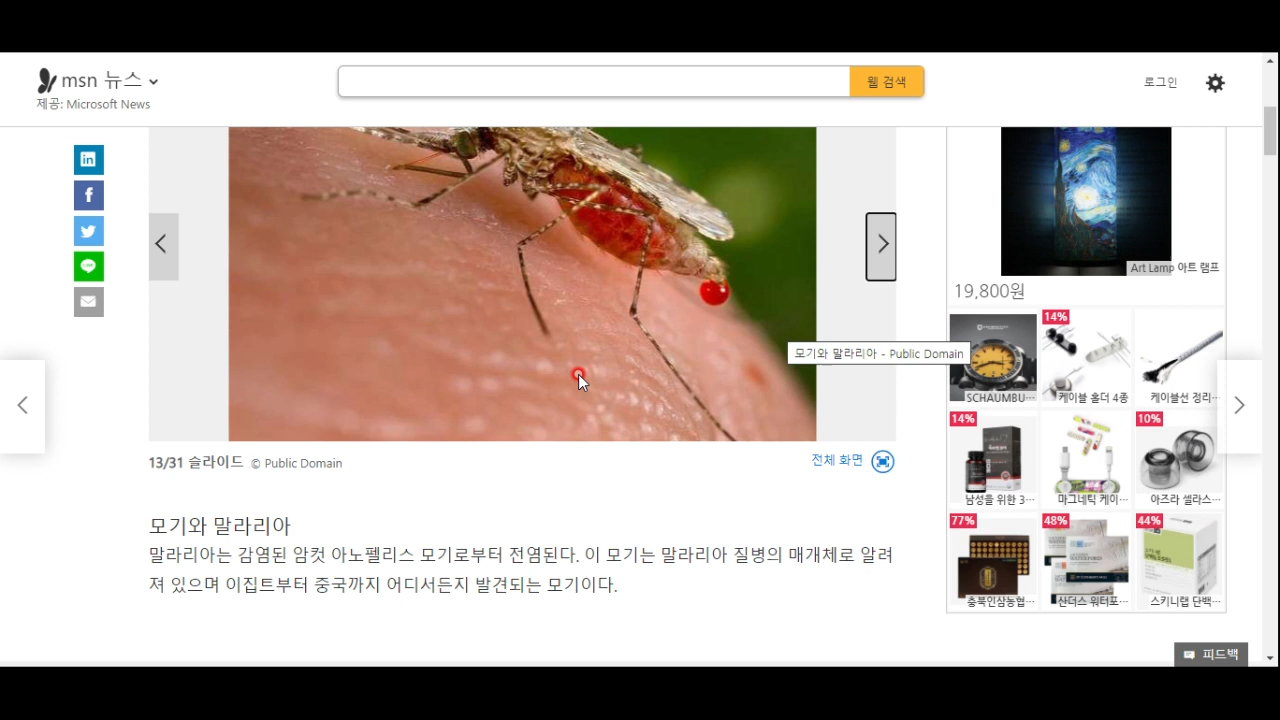 msn 뉴스
제공: Microsoft News
웹 검색
로그인
in
f
LINE
Art Lamp 아트 램프
19,800원
모기와 말라리아 - Public Domain
14%
SCHAUMBU…
케이블 홀더 4종
케이블선 정리…
14%
10%
남성을 위한 3…
마그네틱 케이…
아즈라 셀라스…
77%
48%
44%
충북인삼농협…
산더스 워터포…
스키니랩 단백…
13/31 슬라이드 © Public Domain
전체 화면
모기와 말라리아
말라리아는 감염된 암컷 아노펠리스 모기로부터 전염된다. 이 모기는 말라리아 질병의 매개체로 알려
져 있으며 이집트부터 중국까지 어디서든지 발견되는 모기이다.
피드백